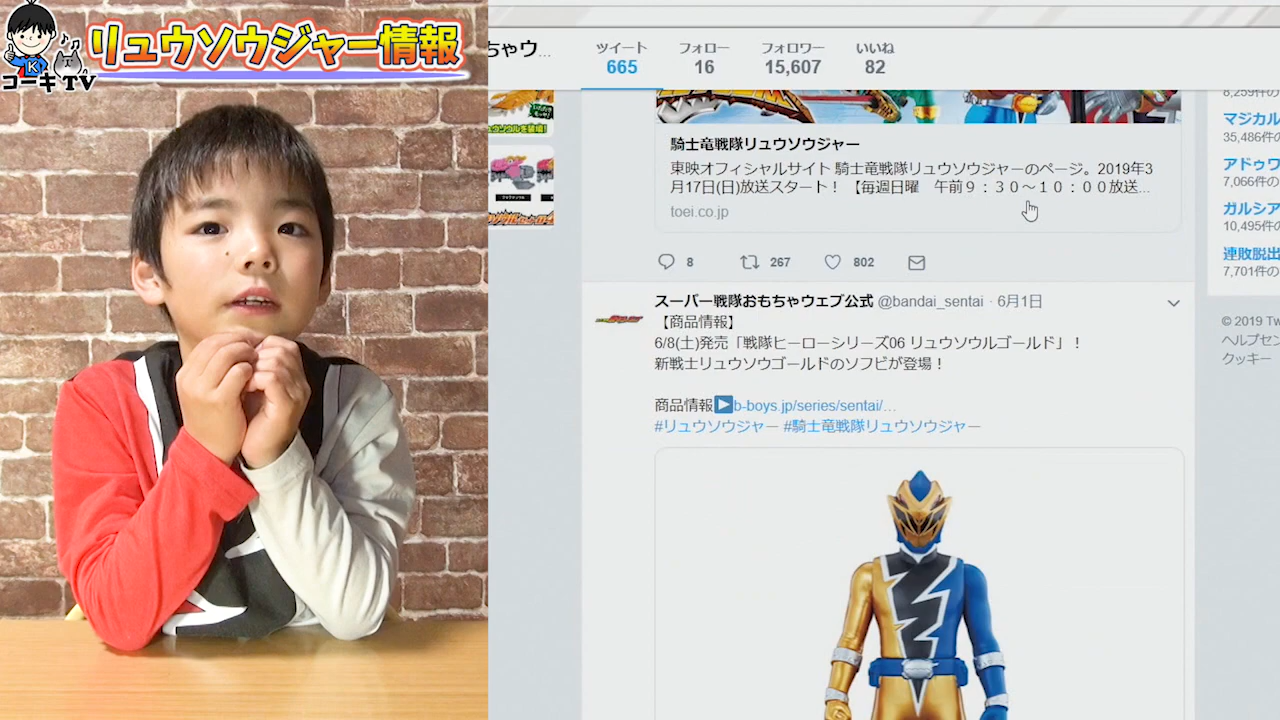 リュウソウジャー情報
K
コーキTV
ちゃウ…
ツイート
665
フォロー
16
フォロワー
15,607
いいね
82
騎士竜戦隊リュウソウジャー
東映オフィシャルサイト 騎士竜戦隊リュウソウジャーのページ。2019年3
月17日(日)放送スタート！【毎週日曜　午前９：３０～１０：００放送...
toei.co.jp
8
267
802
スーパー戦隊おもちゃウェブ公式 @bandai_sentai · 6月1日
【商品情報】
6/8(土)発売「戦隊ヒーローシリーズ06 リュウソウルゴールド」！
新戦士リュウソウゴールドのソフビが登場！
商品情報▶b-boys.jp/series/sentai/…
#リュウソウジャー #騎士竜戦隊リュウソウジャー
8,259件の
マジカル
35,486件の
アドゥワ
7,066件の
ガルシア
10,495件の
連敗脱出
7,701件の
© 2019 Tw
ヘルプセン
クッキー